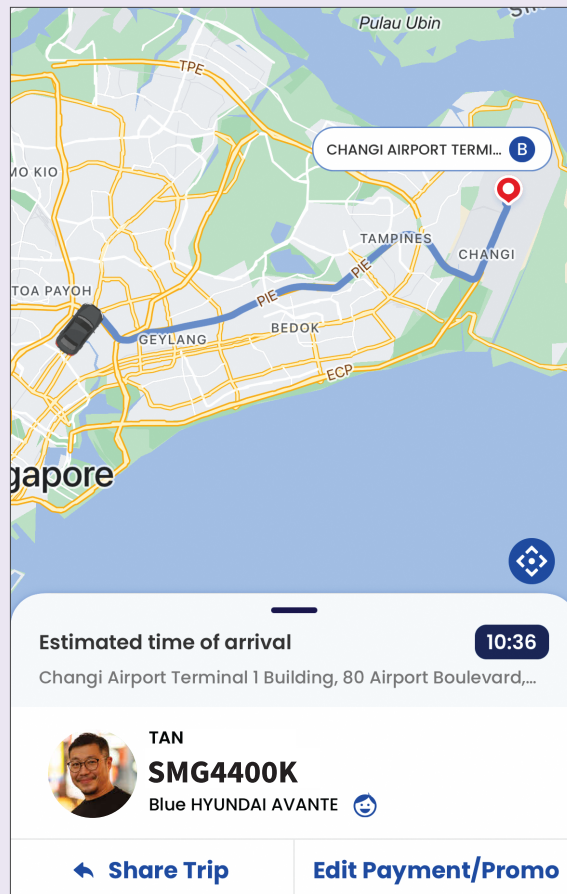 Pulau Ubin
TPE
CHANGI AIRPORT TERMI... B
MO KIO
TAMPINES
CHANGI
PIE
TOA PAYOH
PIE
BEDOK
GEYLANG
ECP
gapore
Estimated time of arrival 10:36
Changi Airport Terminal 1 Building, 80 Airport Boulevard,...
TAN
SMG4400K
Blue HYUNDAI AVANTE
Share Trip Edit Payment/Promo